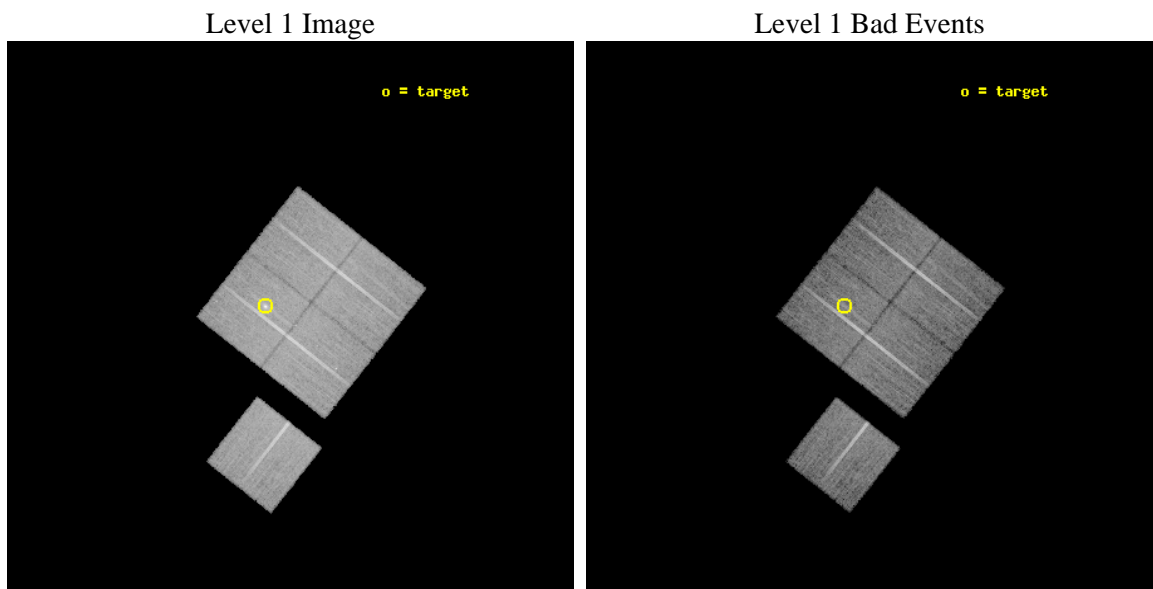 Level 1 Image
Level 1 Bad Events
o = target
o = target